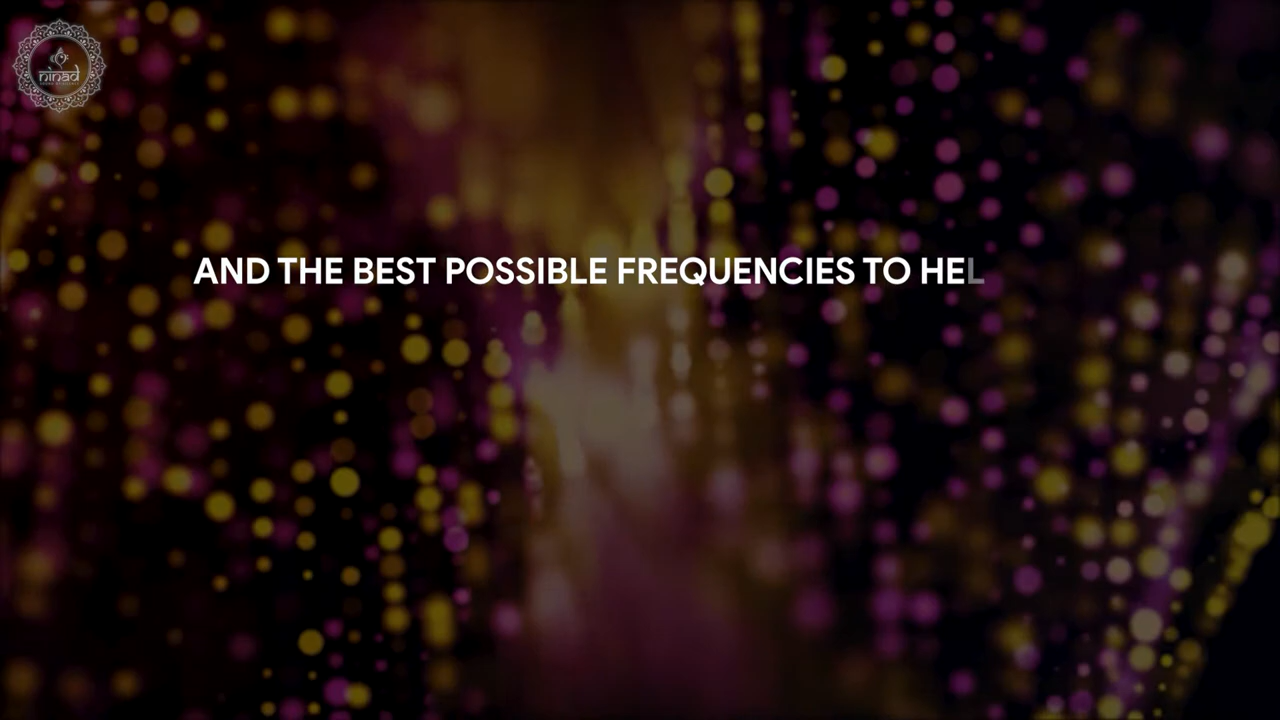 ninad
AND THE BEST POSSIBLE FREQUENCIES TO HEL